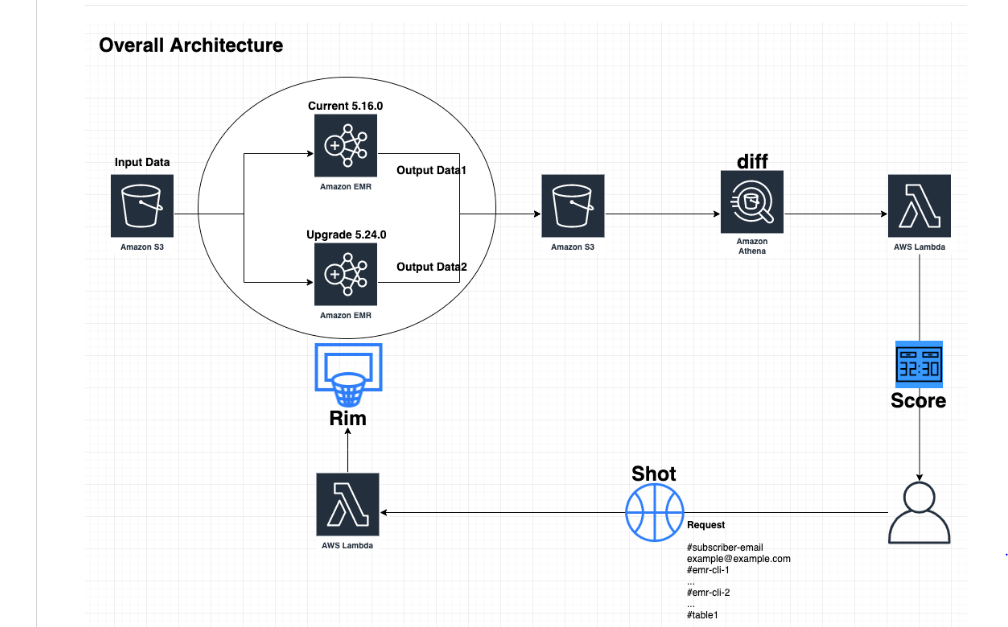 Overall Architecture
Current 5.16.0
Input Data
Output Data1
Amazon EMR
diff
Upgrade 5.24.0
Amazon S3
Amazon S3
Amazon
Athena
AWS Lambda
Output Data2
Amazon EMR
32:30
Score
Rim
Shot
Request
AWS Lambda
#subscriber-email
example@example.com
#emr-cli-1
...
#emr-cli-2
...
#table1